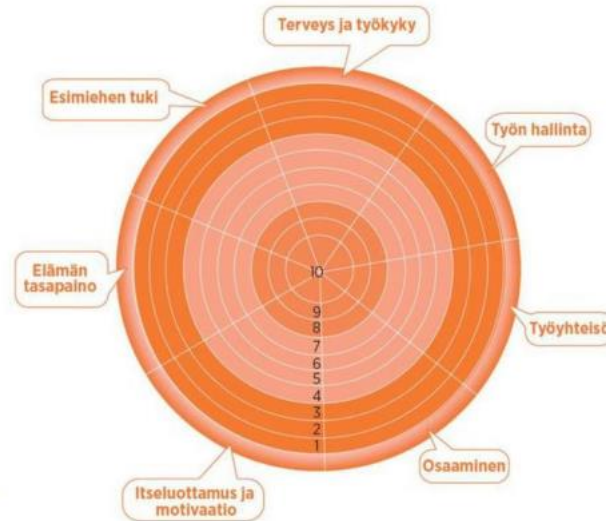 Terveys ja työkyky
Esimiehen tuki
Työn hallinta
Elämän
tasapaino
10
9
8
7
6
5
4
3
2
1
Työyhteisö
Osaaminen
Itseluottamus ja
motivaatio